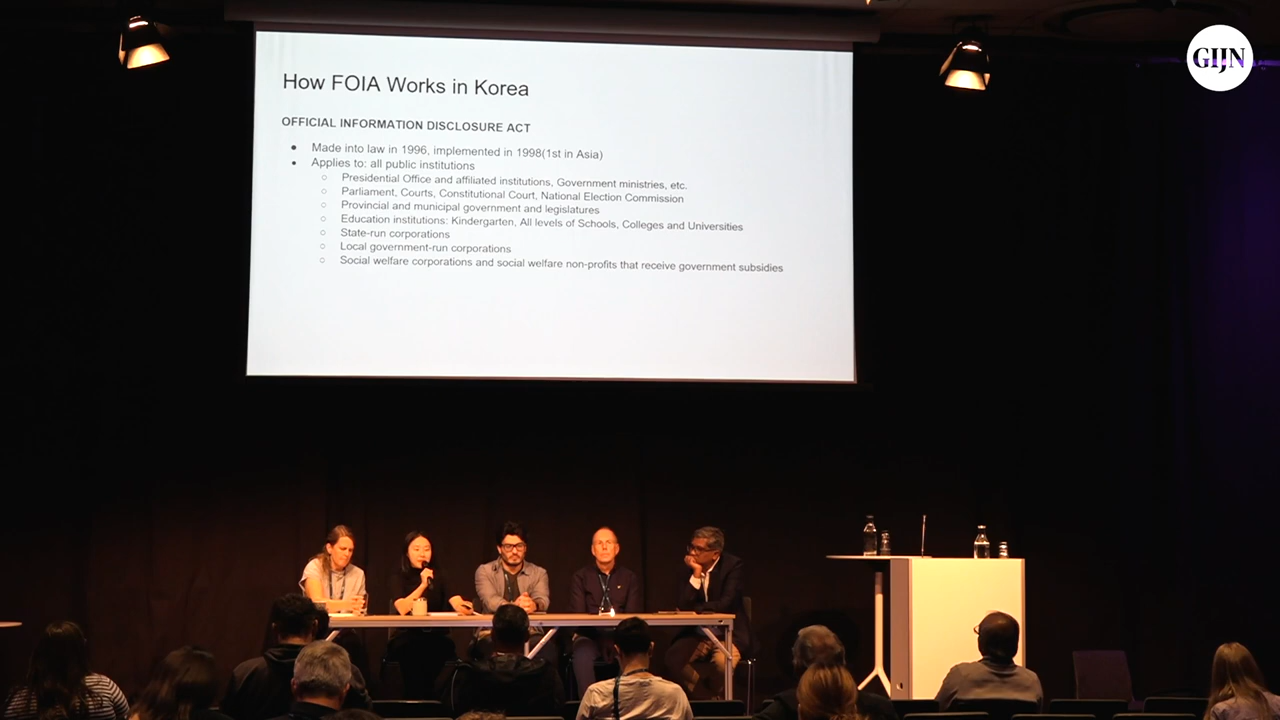 GIJN
How FOIA Works in Korea
OFFICIAL INFORMATION DISCLOSURE ACT
● Made into law in 1996, implemented in 1998(1st in Asia)
● Applies to: all public institutions
○ Presidential Office and affiliated institutions, Government ministries, etc.
○ Parliament, Courts, Constitutional Court, National Election Commission
○ Provincial and municipal government and legislatures
○ Education institutions: Kindergarten, All levels of Schools, Colleges and Universities
○ State-run corporations
○ Local government-run corporations
○ Social welfare corporations and social welfare non-profits that receive government subsidies